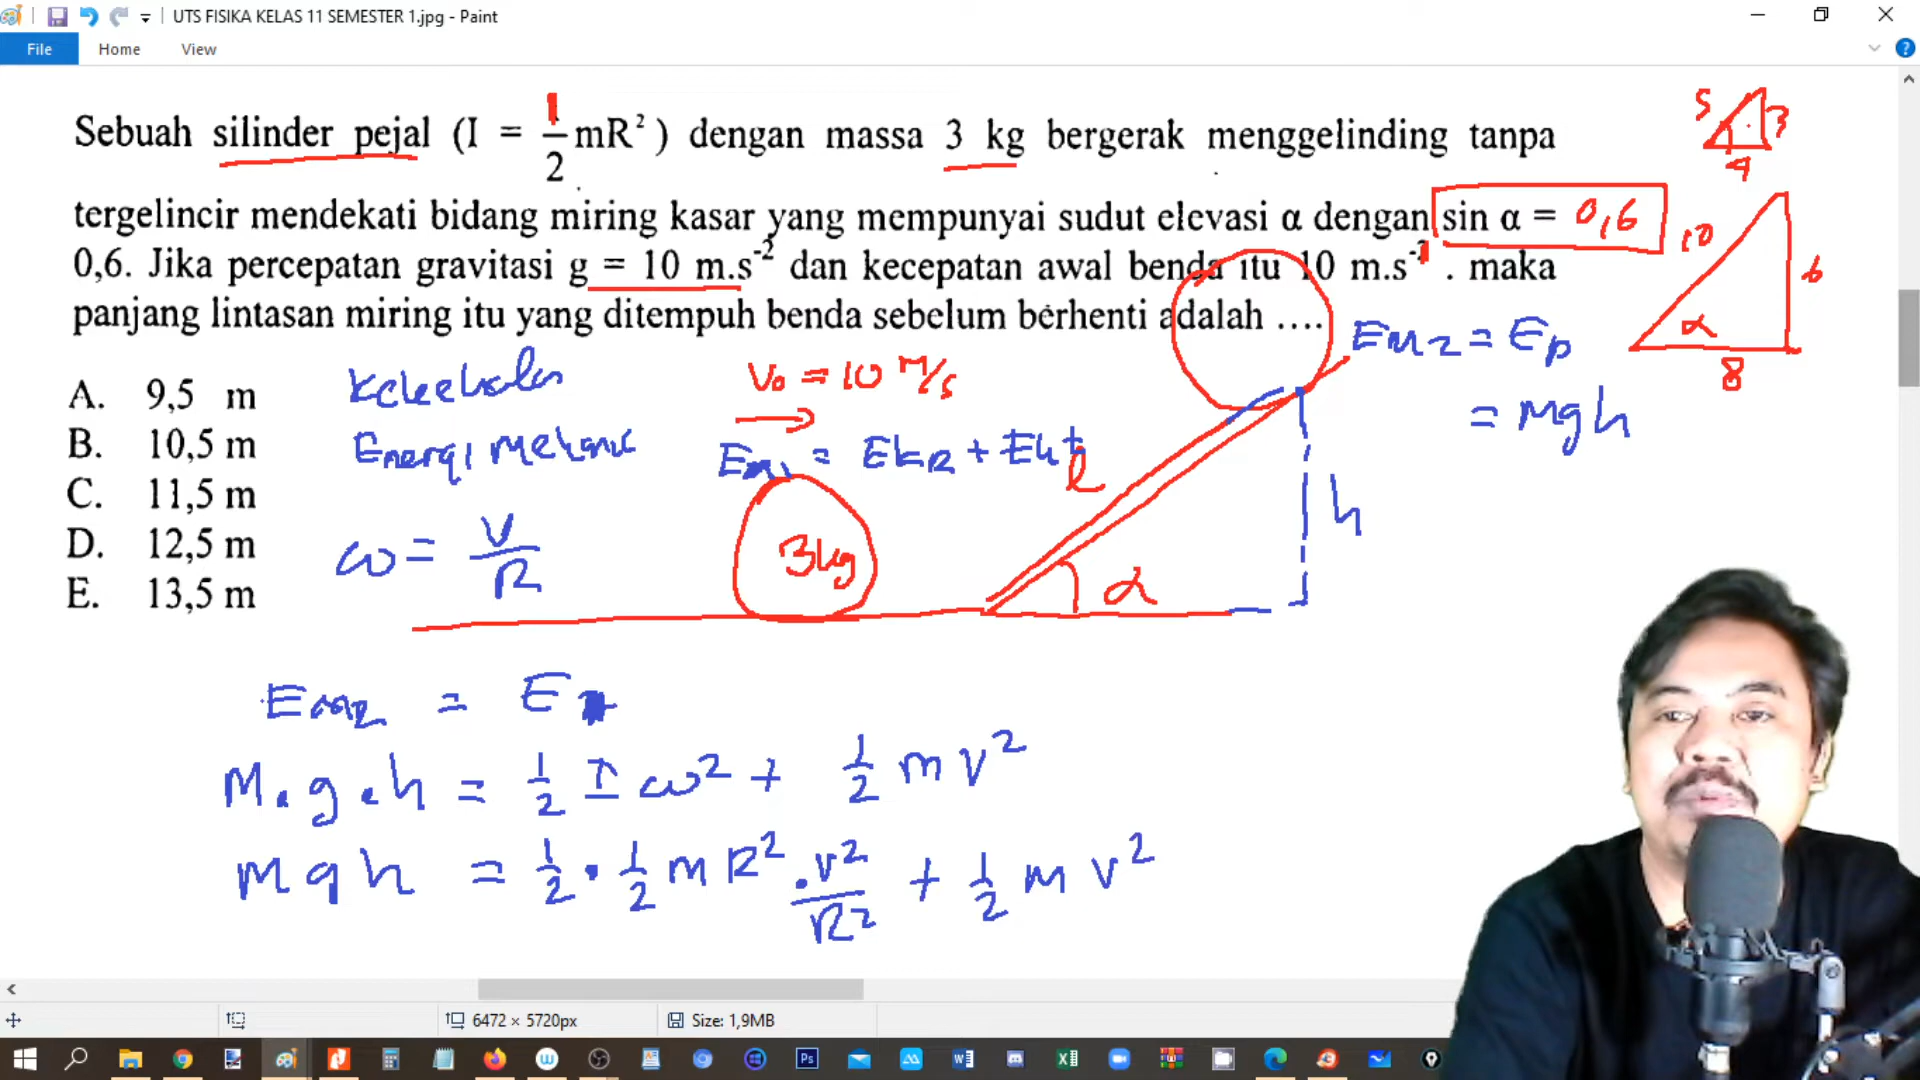 UTS FISIKA KELAS 11 SEMESTER 1.jpg - Paint
File Home View
Sebuah silinder pejal (I = 1/2 mR²) dengan massa 3 kg bergerak menggelinding tanpa
tergelincir mendekati bidang miring kasar yang mempunyai sudut elevasi α dengan sin α = 0,6
0,6. Jika percepatan gravitasi g = 10 m.s⁻² dan kecepatan awal benda itu 10 m.s⁻¹. maka
panjang lintasan miring itu yang ditempuh benda sebelum berhenti adalah ....
5 3
4
10 6
α
8
A. 9,5 m
B. 10,5 m
C. 11,5 m
D. 12,5 m
E. 13,5 m
Kekekalan
Energi Mekanik
ω = V/R
V₀ = 10 m/s
Em₁ = EkR + Ekt
3kg
l
α
h
Em2 = Ep
= mgh
Em2 = E
M.g.h = 1/2 I ω² + 1/2 m v²
mgh = 1/2 . 1/2 m R² . v²/R² + 1/2 m v²
6472 × 5720px
Size: 1,9MB
Ps